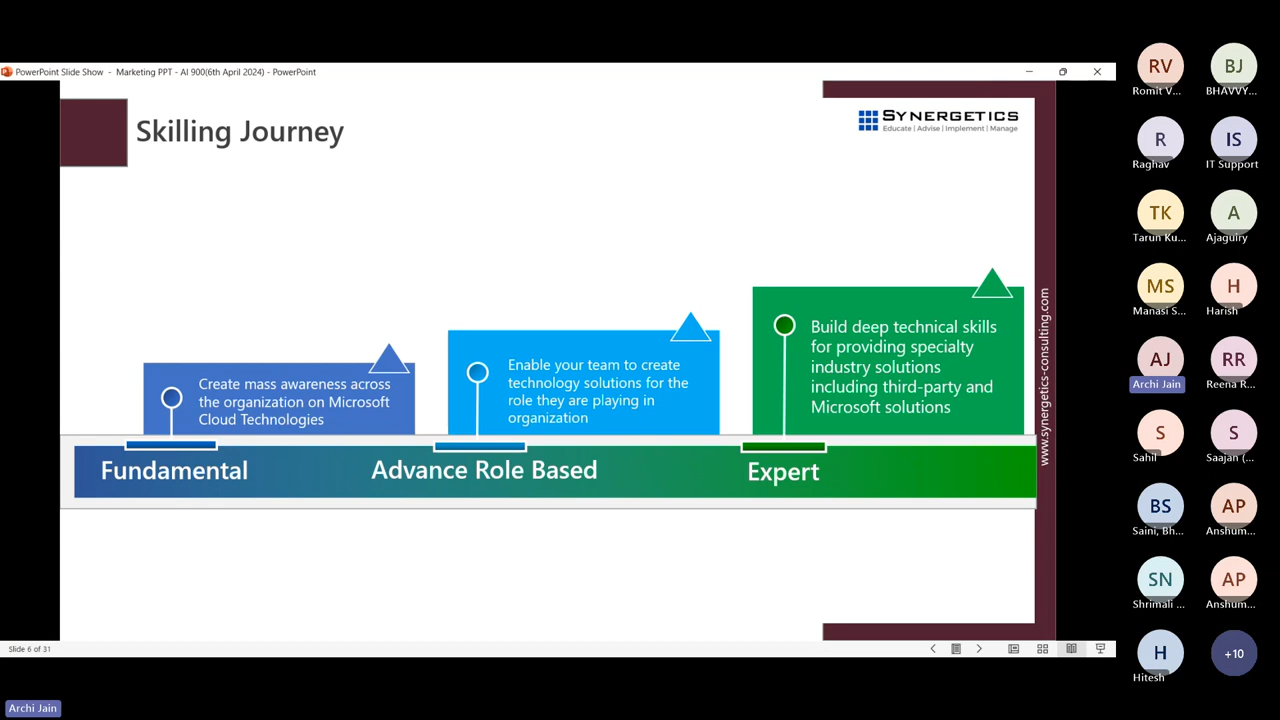 PowerPoint Slide Show - Marketing PPT - AI 900(6th April 2024) - PowerPoint
Skilling Journey
SYNERGETICS
Educate | Advise | Implement | Manage
www.synergetics-consulting.com
Create mass awareness across
the organization on Microsoft
Cloud Technologies
Enable your team to create
technology solutions for the
role they are playing in
organization
Build deep technical skills
for providing specialty
industry solutions
including third-party and
Microsoft solutions
Fundamental
Advance Role Based
Expert
Slide 6 of 31
RV
Romit V...
BJ
BHAVVY...
R
Raghav
IS
IT Support
TK
Tarun Ku...
A
Ajaguiry
MS
Manasi S...
H
Harish
AJ
Archi Jain
RR
Reena R...
S
Sahil
S
Saajan (...
BS
Saini, Bh...
AP
Anshum...
SN
Shrimali ...
AP
Anshum...
H
Hitesh
+10
Archi Jain